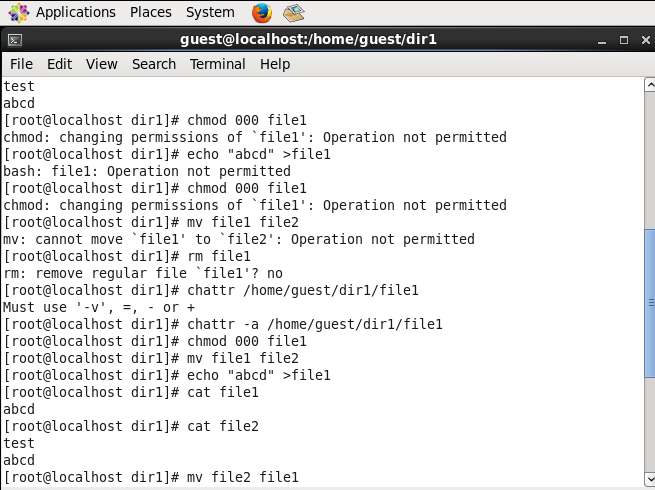 Applications Places System
guest@localhost:/home/guest/dir1
File Edit View Search Terminal Help
test
abcd
[root@localhost dir1]# chmod 000 file1
chmod: changing permissions of `file1': Operation not permitted
[root@localhost dir1]# echo "abcd" >file1
bash: file1: Operation not permitted
[root@localhost dir1]# chmod 000 file1
chmod: changing permissions of `file1': Operation not permitted
[root@localhost dir1]# mv file1 file2
mv: cannot move `file1' to `file2': Operation not permitted
[root@localhost dir1]# rm file1
rm: remove regular file `file1'? no
[root@localhost dir1]# chattr /home/guest/dir1/file1
Must use '-v', =, - or +
[root@localhost dir1]# chattr -a /home/guest/dir1/file1
[root@localhost dir1]# chmod 000 file1
[root@localhost dir1]# mv file1 file2
[root@localhost dir1]# echo "abcd" >file1
[root@localhost dir1]# cat file1
abcd
[root@localhost dir1]# cat file2
test
abcd
[root@localhost dir1]# mv file2 file1